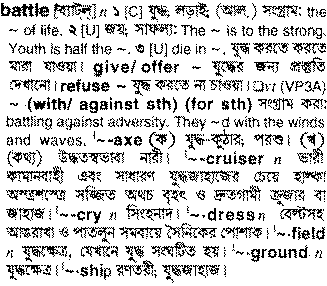 battle [ব্যাট্‌ল্] n ১ [C] যুদ্ধ, লড়াই; (আল.) সংগ্রাম: the
~ of life. ২ [U] জয়; সাফল্য: The ~ is to the strong.
Youth is half the ~. ৩ [U] die in ~, যুদ্ধ করতে করতে
মারা যাওয়া। give/ offer ~ যুদ্ধের জন্য প্রস্তুতি
দেখানো। refuse ~ যুদ্ধ করতে না চাওয়া। □vi (VP3A)
~ (with/ against sth) (for sth) সংগ্রাম করা:
battling against adversity. They ~d with the winds
and waves. ~-axe (ক) যুদ্ধ-কুঠার; পরশু। (খ)
(কথ্য) উদ্ধতস্বভাবা নারী। ~-cruiser n ভারী
কামানবাহী এবং সাধারণ যুদ্ধজাহাজের চেয়ে হাল্কা
অস্ত্রশস্ত্রে সজ্জিত অথচ বৃহৎ ও দ্রুতগামী ক্রুজার বা
জাহাজ। ~-cry n সিংহনাদ। ~-dress n বেল্টসহ
আঙরাখা ও পাতলুন সমবায়ে সৈনিকের পোশাক। ~-field
n যুদ্ধক্ষেত্র, যেখানে যুদ্ধ সংঘটিত হয়। ~-ground n
যুদ্ধক্ষেত্র। ~-ship রণতরী; যুদ্ধজাহাজ।